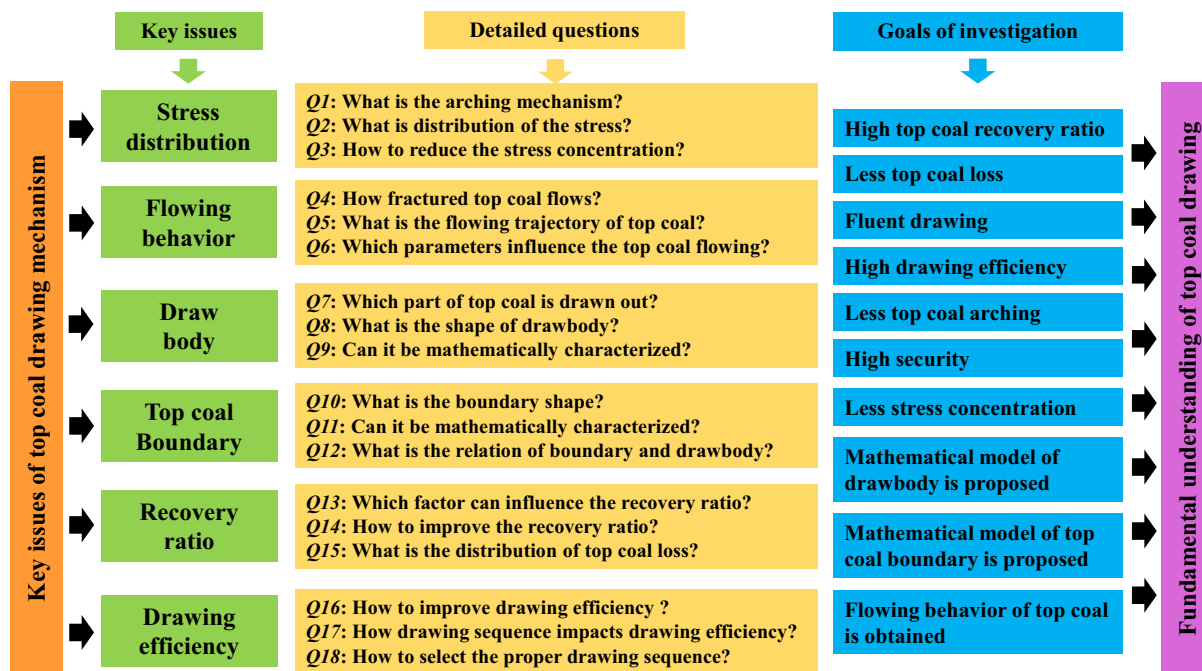 Key issues
Detailed questions
Goals of investigation
Key issues of top coal drawing mechanism
Stress
distribution
Q1: What is the arching mechanism?
Q2: What is distribution of the stress?
Q3: How to reduce the stress concentration?
Flowing
behavior
Q4: How fractured top coal flows?
Q5: What is the flowing trajectory of top coal?
Q6: Which parameters influence the top coal flowing?
Draw
body
Q7: Which part of top coal is drawn out?
Q8: What is the shape of drawbody?
Q9: Can it be mathematically characterized?
Top coal
Boundary
Q10: What is the boundary shape?
Q11: Can it be mathematically characterized?
Q12: What is the relation of boundary and drawbody?
Recovery
ratio
Q13: Which factor can influence the recovery ratio?
Q14: How to improve the recovery ratio?
Q15: What is the distribution of top coal loss?
Drawing
efficiency
Q16: How to improve drawing efficiency ?
Q17: How drawing sequence impacts drawing efficiency?
Q18: How to select the proper drawing sequence?
High top coal recovery ratio
Less top coal loss
Fluent drawing
High drawing efficiency
Less top coal arching
High security
Less stress concentration
Mathematical model of
drawbody is proposed
Mathematical model of top
coal boundary is proposed
Flowing behavior of top coal
is obtained
Fundamental understanding of top coal drawing